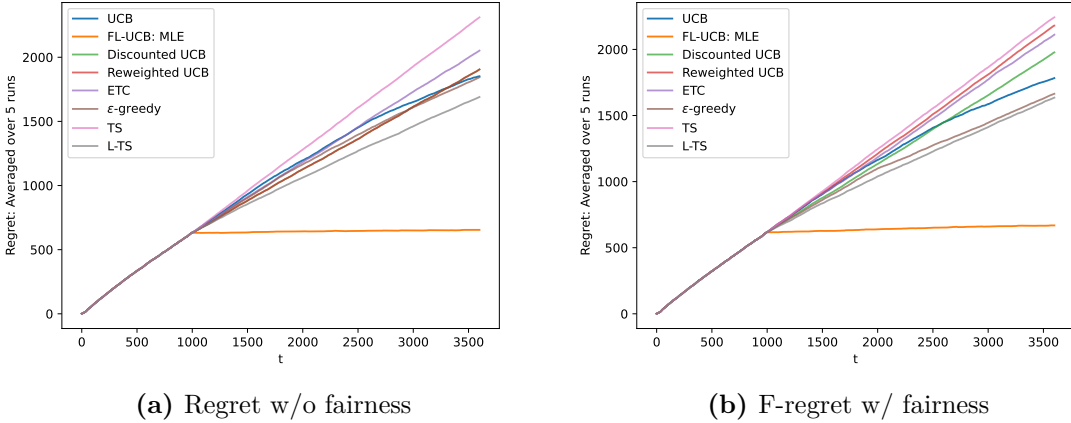 UCB
FL-UCB: MLE
Discounted UCB
Reweighted UCB
ETC
ε-greedy
TS
L-TS
Regret: Averaged over 5 runs
2000
1500
1000
500
0
0 500 1000 1500 2000 2500 3000 3500
t
(a) Regret w/o fairness
UCB
FL-UCB: MLE
Discounted UCB
Reweighted UCB
ETC
ε-greedy
TS
L-TS
Regret: Averaged over 5 runs
2000
1500
1000
500
0
0 500 1000 1500 2000 2500 3000 3500
t
(b) F-regret w/ fairness